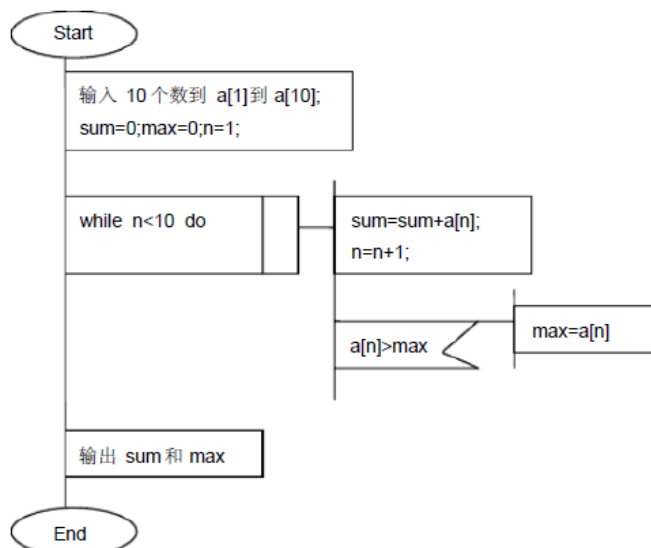 Start
输入 10个数到 a[1]到 a[10];
sum=0;max=0;n=1;
while n<10 do
sum=sum+a[n];
n=n+1;
a[n]>max
max=a[n]
输出 sum和 max
End